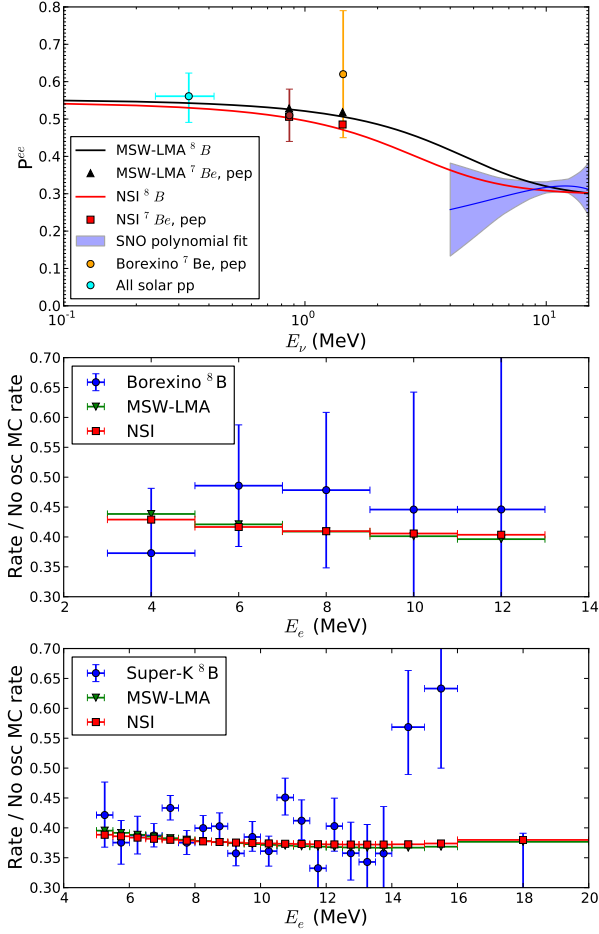 0.8
0.7
0.6
0.5
0.4
0.3
0.2
0.1
0.0
P^{ee}
MSW-LMA ⁸B
MSW-LMA ⁷Be, pep
NSI ⁸B
NSI ⁷Be, pep
SNO polynomial fit
Borexino ⁷Be, pep
All solar pp
10⁻¹ 10⁰ 10¹
E_ν (MeV)
0.70
0.65
0.60
0.55
0.50
0.45
0.40
0.35
0.30
Rate / No osc MC rate
Borexino ⁸B
MSW-LMA
NSI
2 4 6 8 10 12 14
E_e (MeV)
0.70
0.65
0.60
0.55
0.50
0.45
0.40
0.35
0.30
Rate / No osc MC rate
Super-K ⁸B
MSW-LMA
NSI
4 6 8 10 12 14 16 18 20
E_e (MeV)